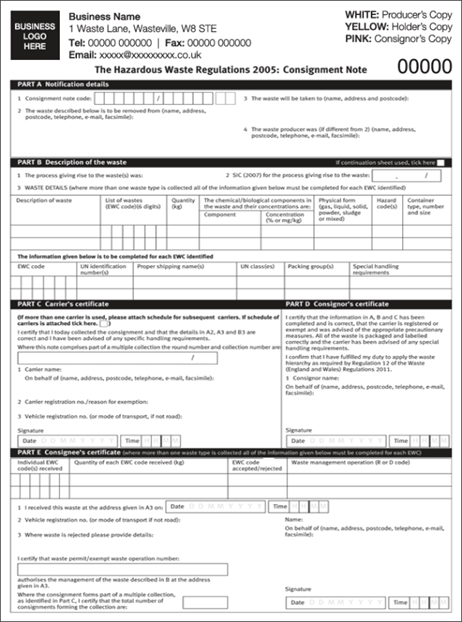 BUSINESS
LOGO
HERE
Business Name
1 Waste Lane, Wasteville, W8 STE
Tel: 00000 000000 | Fax: 00000 000000
Email: xxxxx@xxxxxxxxx.co.uk
WHITE: Producer's Copy
YELLOW: Holder's Copy
PINK: Consignor's Copy
The Hazardous Waste Regulations 2005: Consignment Note
00000
PART A Notification details
1 Consignment note code:
/
3 The waste described below is to be removed from (name, address, postcode, telephone, e-mail, facsimile):
3 The waste will be taken to (name, address and postcode):
4 The waste producer was (if different from 2) (name, address, postcode, telephone, e-mail, facsimile):
PART B Description of the waste
If continuation sheet used, tick here
1 The process giving rise to the waste(s) was:
2 SIC (2007) for the process giving rise to the waste:
. /
3 WASTE DETAILS (where more than one waste type is collected all of the information given below must be completed for each EWC identified)
Description of waste
List of wastes (EWC code)(6 digits)
Quantity (kg)
The chemical/biological components in the waste and their concentrations are:
Component
Concentration (% or mg/kg)
Physical form (gas, liquid, solid, powder, sludge or mixed)
Hazard code(s)
Container type, number and size
The information given below is to be completed for each EWC identified
EWC code
UN identification number(s)
Proper shipping name(s)
UN class(es)
Packing group(s)
Special handling requirements
PART C Carrier's certificate
(If more than one carrier is used, please attach schedule for subsequent carriers. If schedule of carriers is attached tick here.)
I certify that I today collected the consignment and that the details in A2, A3 and B3 are correct and I have been advised of any specific handling requirements.
Where this note comprises part of a multiple collection the round number and collection number are:
/
1 Carrier name:
On behalf of (name, address, postcode, telephone, e-mail, facsimile):
2 Carrier registration no./reason for exemption:
3 Vehicle registration no. (or mode of transport, if not road):
Signature
Date D D M M Y Y Y Y Time H H M M
PART D Consignor's certificate
I certify that the information in A, B and C has been completed and is correct, that the carrier is registered or exempt and was advised of the appropriate precautionary measures. All of the waste is packaged and labelled correctly and the carrier has been advised of any special handling requirements.
I confirm that I have fulfilled my duty to apply the waste hierarchy as required by Regulation 12 of the Waste (England and Wales) Regulations 2011.
1 Consignor name:
On behalf of (name, address, postcode, telephone, e-mail, facsimile):
Signature
Date D D M M Y Y Y Y Time H H M M
PART E Consignee's certificate (where more than one waste type is collected all of the information given below must be completed for each EWC)
Individual EWC code(s) received
Quantity of each EWC code received (kg)
EWC code accepted/rejected
Waste management operation (R or D code)
1 I received this waste at the address given in A3 on:
Date D D M M Y Y Y Y Time H H M M
2 Vehicle registration no. (or mode of transport if not road):
3 Where waste is rejected please provide details:
Name:
On behalf of (name, address, postcode, telephone, e-mail, facsimile):
I certify that waste permit/exempt waste operation number:
authorises the management of the waste described in B at the address given in A3.
Where the consignment forms part of a multiple collection, as identified in Part C, I certify that the total number of consignments forming the collection are:
Signature
Date D D M M Y Y Y Y Time H H M M